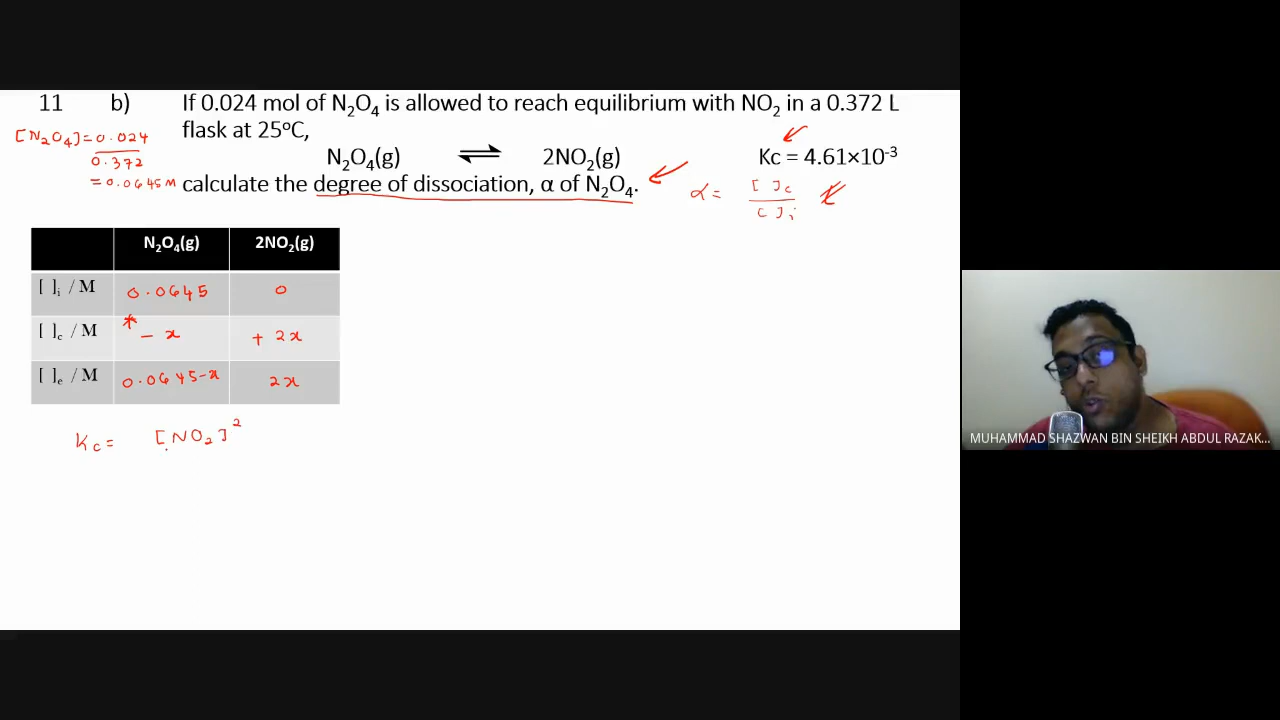 11 b) If 0.024 mol of N₂O₄ is allowed to reach equilibrium with NO₂ in a 0.372 L
flask at 25ᵒC,
[N₂O₄] = 0.024
0.372
= 0.0645 M
N₂O₄(g) ⇌ 2NO₂(g) Kc = 4.61×10⁻³
calculate the degree of dissociation, α of N₂O₄.
α = [ ]c
[ ]i
N₂O₄(g) 2NO₂(g)
[ ]ᵢ / M 0.0645 0
[ ]c / M - x + 2x
[ ]ₑ / M 0.0645-x 2x
Kc = [NO₂]²
MUHAMMAD SHAZWAN BIN SHEIKH ABDUL RAZAK...